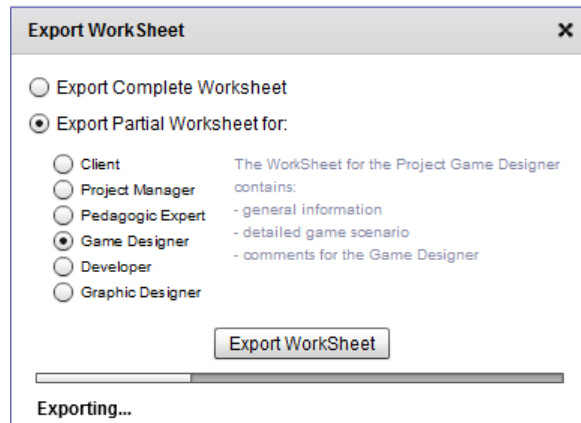 Export WorkSheet
Export Complete Worksheet
Export Partial Worksheet for:
Client
Project Manager
Pedagogic Expert
Game Designer
Developer
Graphic Designer
The WorkSheet for the Project Game Designer
contains:
- general information
- detailed game scenario
- comments for the Game Designer
Export WorkSheet
Exporting...